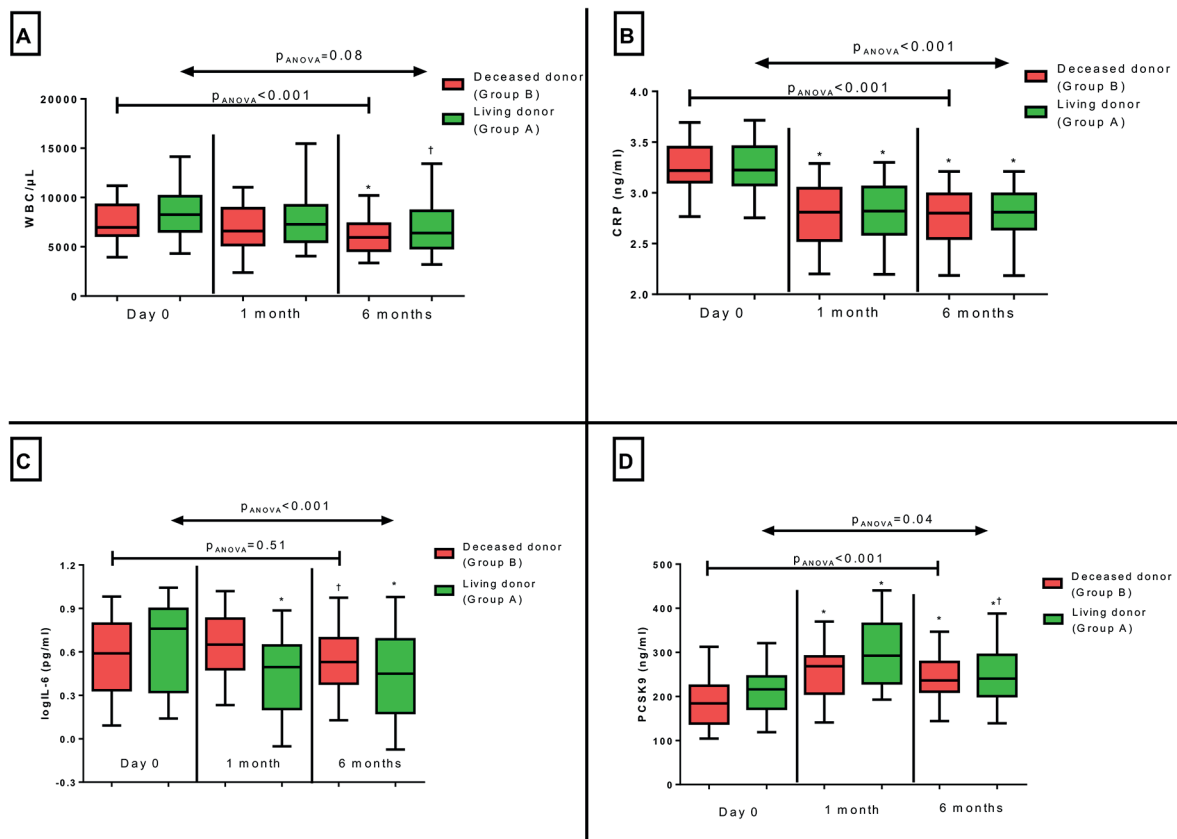 A
pANOVA=0.08
pANOVA<0.001
Deceased donor
(Group B)
Living donor
(Group A)
WBC/µL
20000
15000
10000
5000
0
*
†
Day 0
1 month
6 months
B
pANOVA<0.001
pANOVA<0.001
Deceased donor
(Group B)
Living donor
(Group A)
CRP (ng/ml)
4.0
3.5
3.0
2.5
2.0
*
*
*
*
Day 0
1 month
6 months
C
pANOVA<0.001
pANOVA=0.51
Deceased donor
(Group B)
Living donor
(Group A)
logIL-6 (pg/ml)
1.2
0.9
0.6
0.3
0.0
-0.3
*
†
*
Day 0
1 month
6 months
D
pANOVA=0.04
pANOVA<0.001
Deceased donor
(Group B)
Living donor
(Group A)
PCSK9 (ng/ml)
500
400
300
200
100
0
*
*
*
*†
Day 0
1 month
6 months